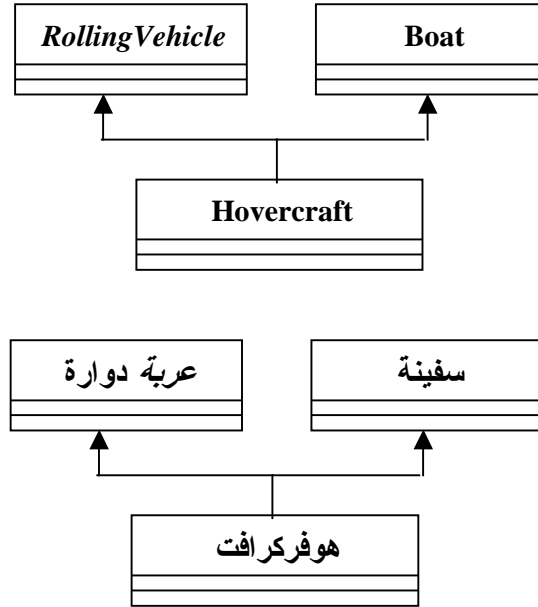 RollingVehicle
Boat
Hovercraft
عربة دوارة
سفينة
هوفركرافت